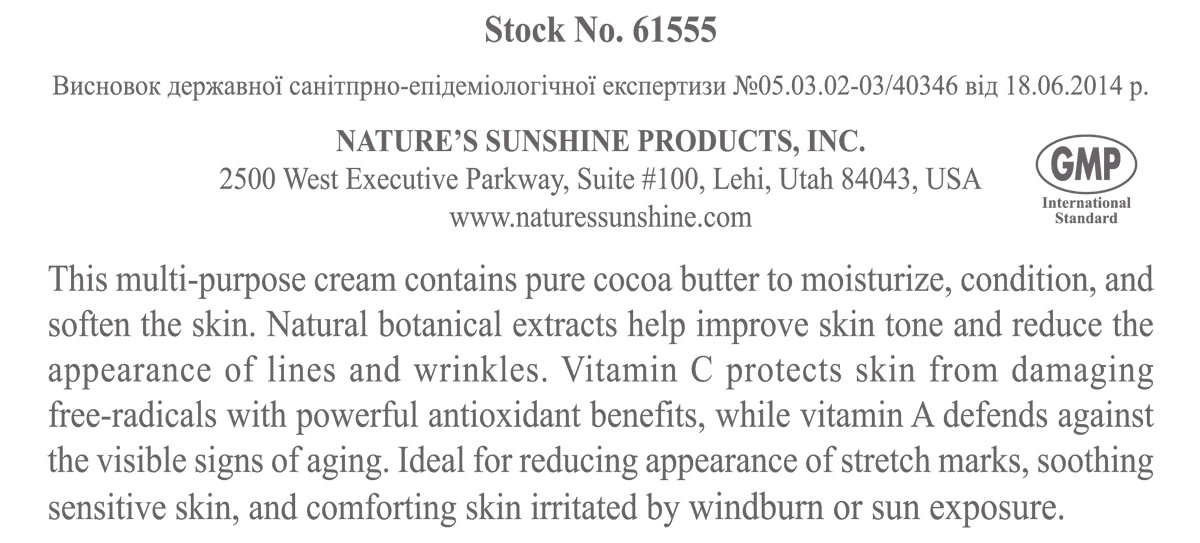 Stock No. 61555
Висновок державної санітпрно-епідеміологічної експертизи №05.03.02-03/40346 від 18.06.2014 р.
NATURE’S SUNSHINE PRODUCTS, INC.
2500 West Executive Parkway, Suite #100, Lehi, Utah 84043, USA
www.naturessunshine.com
GMP
International
Standard
This multi-purpose cream contains pure cocoa butter to moisturize, condition, and
soften the skin. Natural botanical extracts help improve skin tone and reduce the
appearance of lines and wrinkles. Vitamin C protects skin from damaging
free-radicals with powerful antioxidant benefits, while vitamin A defends against
the visible signs of aging. Ideal for reducing appearance of stretch marks, soothing
sensitive skin, and comforting skin irritated by windburn or sun exposure.